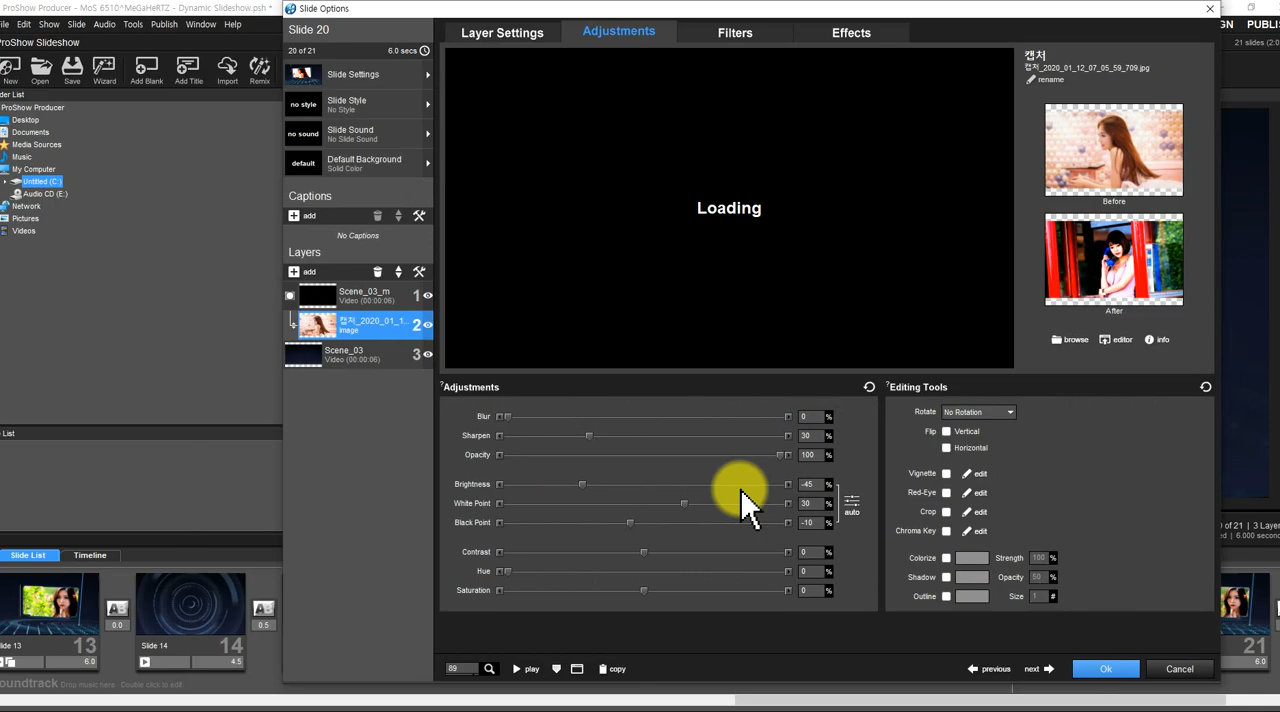 ProShow Producer - MoS 6510^MeGaHeRTZ - Dynamic Slideshow.psh *
File Edit Show Slide Audio Tools Publish Window Help
ProShow Slideshow
New Open Save Wizard Add Blank Add Title Import Remix
ProShow Producer
Desktop
Documents
Media Sources
Music
My Computer
Untitled (C:)
Audio CD (E:)
Network
Pictures
Videos
Slide List Timeline
0.0
Slide 13 13
6.0
0.5
Slide 14 14
4.5
Soundtrack Drop music here. Double click to edit.
Slide Options
Slide 20
20 of 21 6.0 secs
Slide Settings
no style Slide Style
No Style
no sound Slide Sound
No Slide Sound
default Default Background
Solid Color
Captions
add
No Captions
Layers
add
Scene_03_m
Video (00:00:06) 1
캡처_2020_01_1...
Image 2
Scene_03
Video (00:00:06) 3
Layer Settings Adjustments Filters Effects
Loading
캡처
캡처_2020_01_12_07_05_59_709.jpg
rename
Before
After
browse editor info
?Adjustments
Blur 0 %
Sharpen 30 %
Opacity 100 %
Brightness -45 %
White Point 30 %
auto
Black Point -10 %
Contrast 0 %
Hue 0 %
Saturation 0 %
?Editing Tools
Rotate No Rotation
Flip Vertical
Horizontal
Vignette edit
Red-Eye edit
Crop edit
Chroma Key edit
Colorize Strength 100 %
Shadow Opacity 50 %
Outline Size 1 #
89 play copy
previous next Ok Cancel
21 slides (2:0
21
6.0